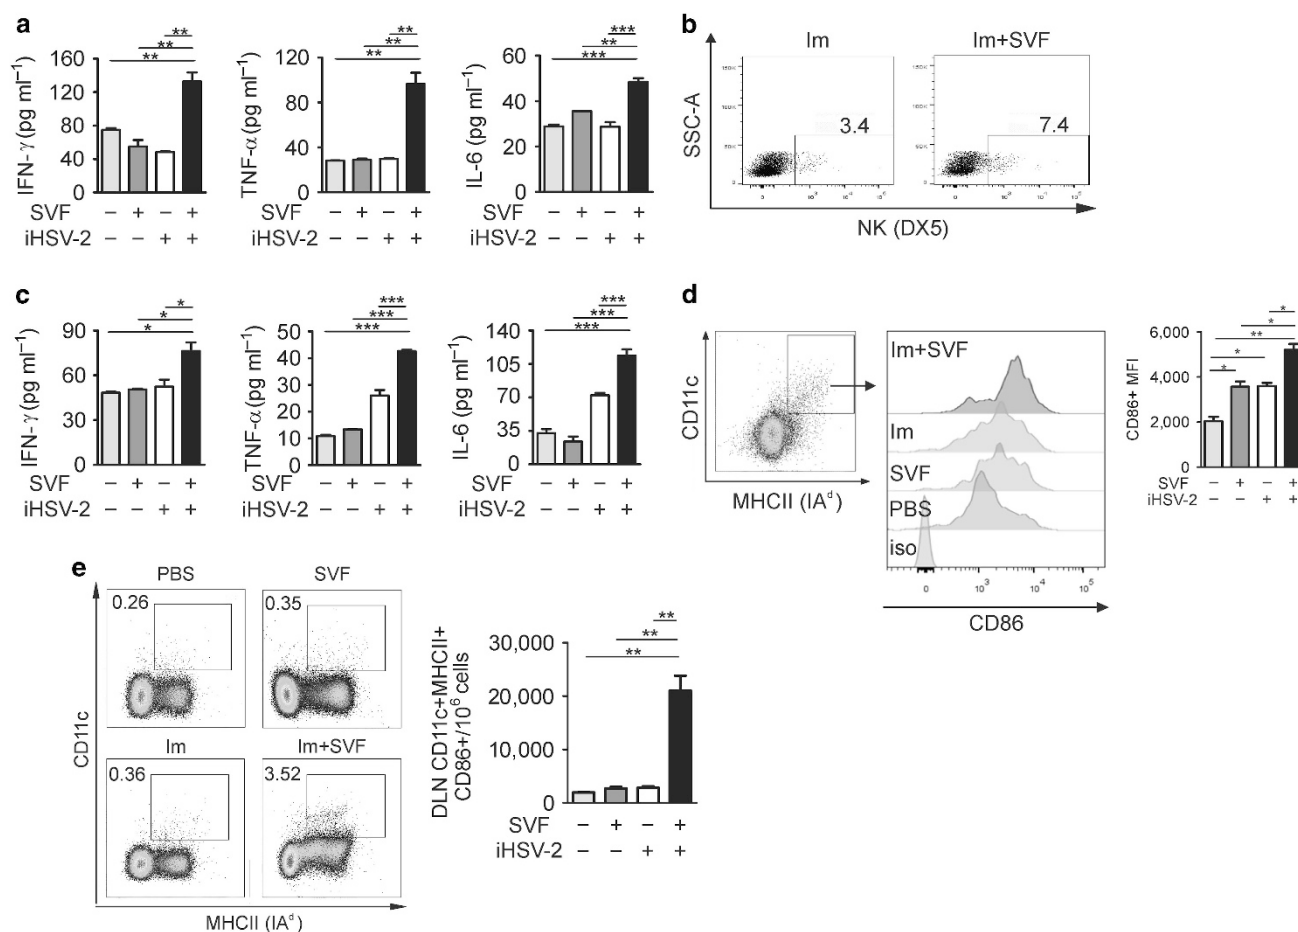 a
IFN-γ (pg ml⁻¹)
160
120
80
40
0
** ** **
SVF – + – +
iHSV-2 – – + +
TNF-α (pg ml⁻¹)
120
80
40
0
** ** **
SVF – + – +
iHSV-2 – – + +
IL-6 (pg ml⁻¹)
60
40
20
0
*** ** ***
– + – +
– – + +
b
Im
Im+SVF
SSC-A
3.4
7.4
NK (DX5)
c
IFN-γ (pg ml⁻¹)
90
60
30
0
* * *
SVF – + – +
iHSV-2 – – + +
TNF-α (pg ml⁻¹)
50
40
30
20
10
0
*** *** ***
SVF – + – +
iHSV-2 – – + +
IL-6 (pg ml⁻¹)
140
105
70
35
0
*** *** ***
SVF – + – +
iHSV-2 – – + +
d
CD11c
MHCII (IAᵈ)
Im+SVF
Im
SVF
PBS
iso
0 10³ 10⁴ 10⁵
CD86
CD86+ MFI
6,000
4,000
2,000
0
* * ** * *
SVF – + – +
iHSV-2 – – + +
e
PBS
SVF
0.26
0.35
Im
Im+SVF
0.36
3.52
CD11c
MHCII (IAᵈ)
DLN CD11c+MHCII+
CD86+/10⁶ cells
30,000
20,000
10,000
0
** ** **
SVF – + – +
iHSV-2 – – + +